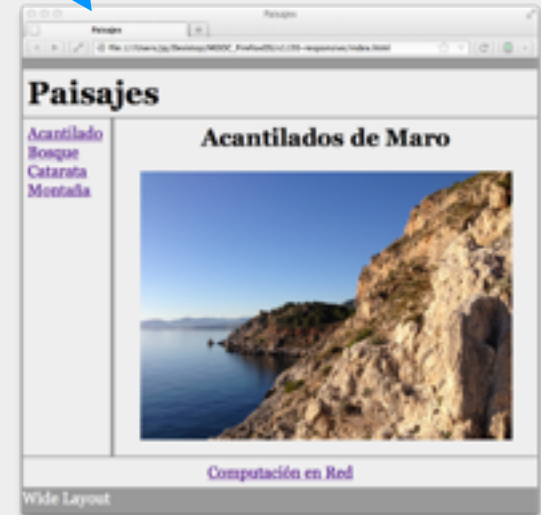 Paisajes
Paisajes
Paisajes
Acantilado
Bosque
Catarata
Montaña
Acantilados de Maro
Computación en Red
Wide Layout